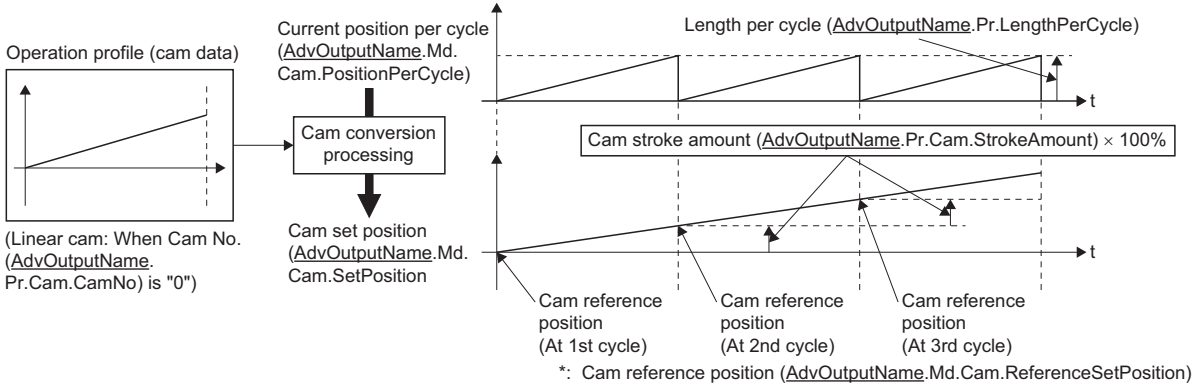 Operation profile (cam data)
(Linear cam: When Cam No.
(AdvOutputName.
Pr.Cam.CamNo) is "0")
Current position per cycle
(AdvOutputName.Md.
Cam.PositionPerCycle)
Cam conversion
processing
Cam set position
(AdvOutputName.Md.
Cam.SetPosition
Length per cycle (AdvOutputName.Pr.LengthPerCycle)
t
Cam stroke amount (AdvOutputName.Pr.Cam.StrokeAmount) × 100%
t
Cam reference
position
(At 1st cycle)
Cam reference
position
(At 2nd cycle)
Cam reference
position
(At 3rd cycle)
*: Cam reference position (AdvOutputName.Md.Cam.ReferenceSetPosition)